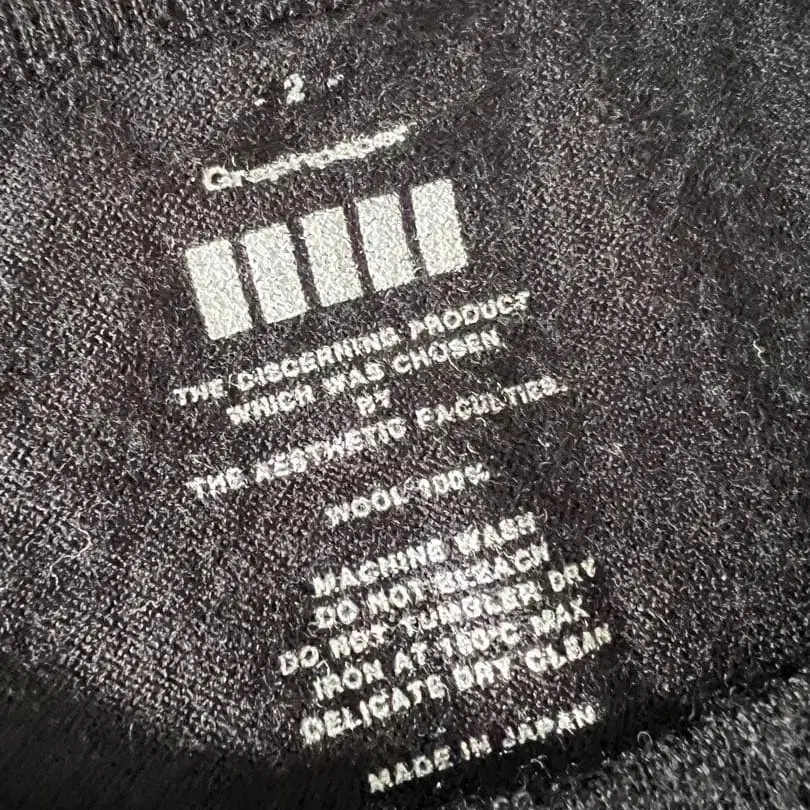 - 2 -
Graphpaper
THE DISCERNING PRODUCT
WHICH WAS CHOSEN
BY
THE AESTHETIC FACULTIES.
WOOL 100%
MACHINE WASH
DO NOT BLEACH
DO NOT TUMBLER DRY
IRON AT 150°C MAX
DELICATE DRY CLEAN
MADE IN JAPAN